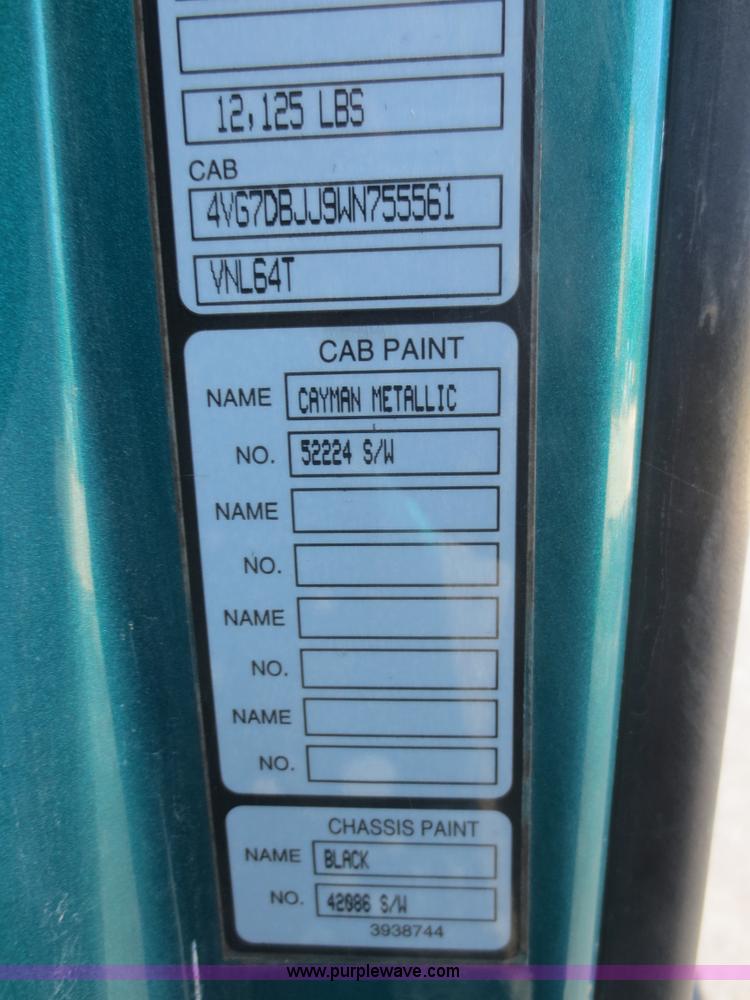 12,125 LBS
CAB
4VG7DBJJ9WN755561
VNL64T
CAB PAINT
NAME CAYMAN METALLIC
NO. 52224 S/W
NAME
NO.
NAME
NO.
NAME
NO.
CHASSIS PAINT
NAME BLACK
NO. 42086 S/W
3938744
www.purplewave.com